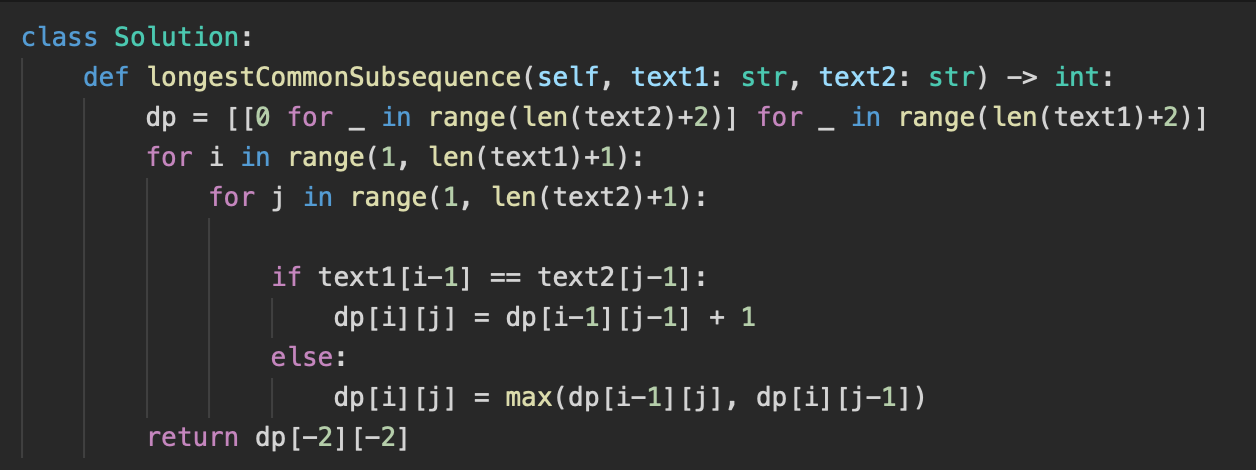 class Solution:
    def longestCommonSubsequence(self, text1: str, text2: str) -> int:
        dp = [[0 for _ in range(len(text2)+2)] for _ in range(len(text1)+2)]
        for i in range(1, len(text1)+1):
            for j in range(1, len(text2)+1):

                if text1[i-1] == text2[j-1]:
                    dp[i][j] = dp[i-1][j-1] + 1
                else:
                    dp[i][j] = max(dp[i-1][j], dp[i][j-1])
        return dp[-2][-2]